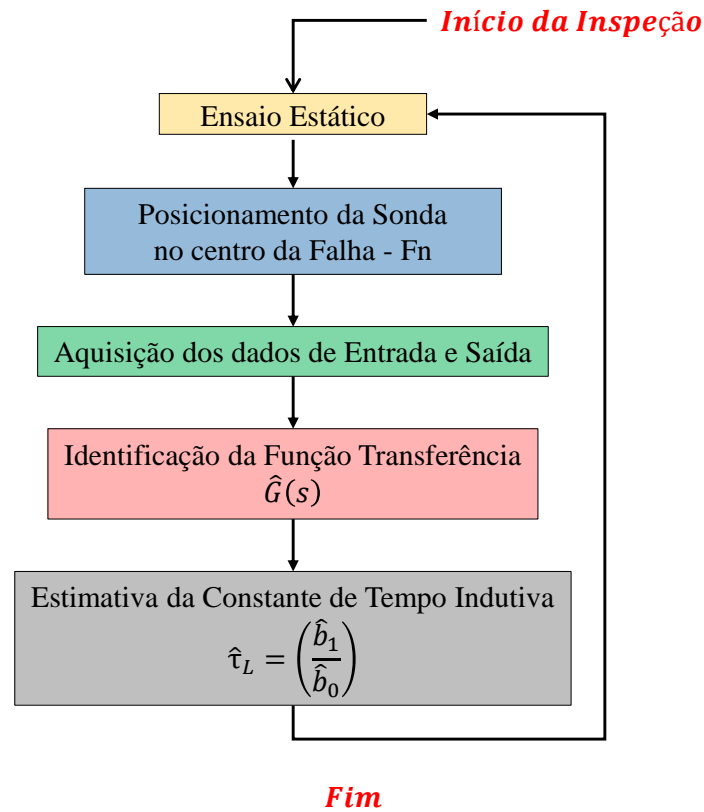 Início da Inspeção
Ensaio Estático
Posicionamento da Sonda
no centro da Falha - Fn
Aquisição dos dados de Entrada e Saída
Identificação da Função Transferência
Ĝ(s)
Estimativa da Constante de Tempo Indutiva
τ̂_L = (b̂₁/b̂₀)
Fim